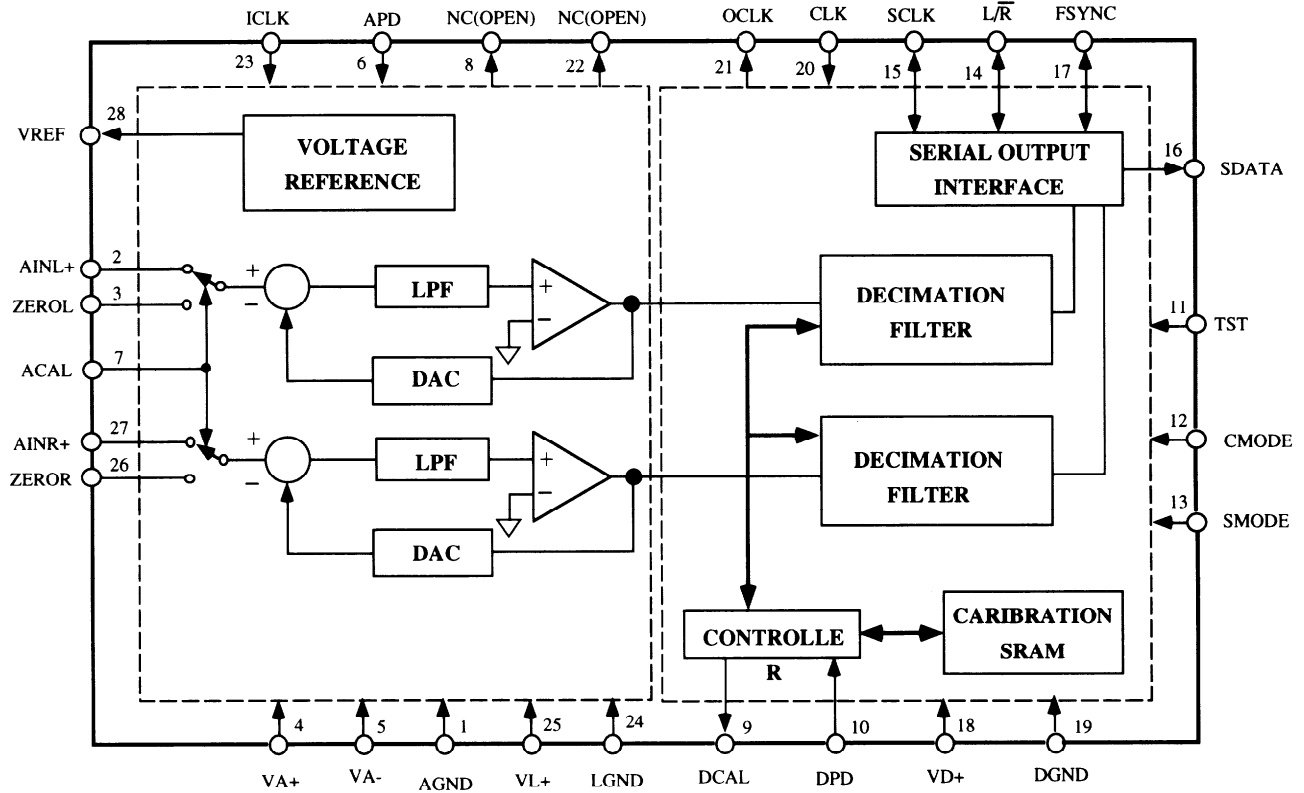 ICLK APD NC(OPEN) NC(OPEN) OCLK CLK SCLK L/R̅ FSYNC
23 6 8 22 21 20 15 14 17
VREF 28
VOLTAGE
REFERENCE
SERIAL OUTPUT
INTERFACE
16 SDATA
AINL+ 2
ZEROL 3
+
−
LPF
+
−
DAC
DECIMATION
FILTER
11 TST
ACAL 7
AINR+ 27
ZEROR 26
+
−
LPF
+
−
DAC
DECIMATION
FILTER
12 CMODE
13 SMODE
CONTROLLE
R
CARIBRATION
SRAM
4 5 1 25 24 9 10 18 19
VA+ VA- AGND VL+ LGND DCAL DPD VD+ DGND